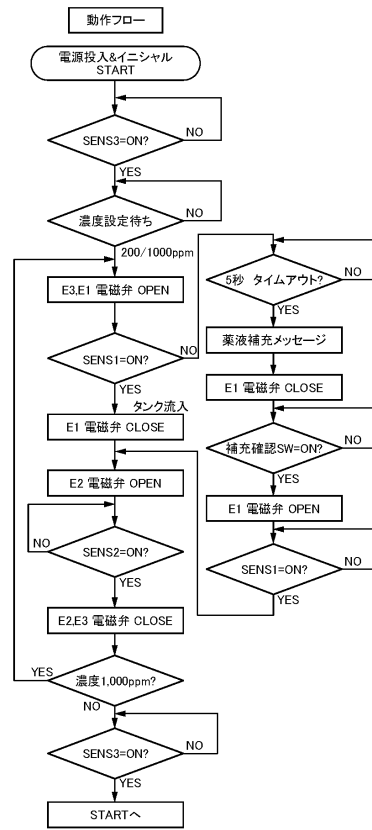 動作フロー
電源投入&イニシャル
START
SENS3=ON?
NO
YES
濃度設定待ち
NO
200/1000ppm
E3,E1 電磁弁 OPEN
SENS1=ON?
NO
YES
タンク流入
E1 電磁弁 CLOSE
E2 電磁弁 OPEN
SENS2=ON?
NO
YES
E2,E3 電磁弁 CLOSE
濃度1,000ppm?
YES
NO
SENS3=ON?
NO
YES
STARTへ
5秒 タイムアウト?
NO
YES
薬液補充メッセージ
E1 電磁弁 CLOSE
補充確認SW=ON?
NO
YES
E1 電磁弁 OPEN
SENS1=ON?
NO
YES